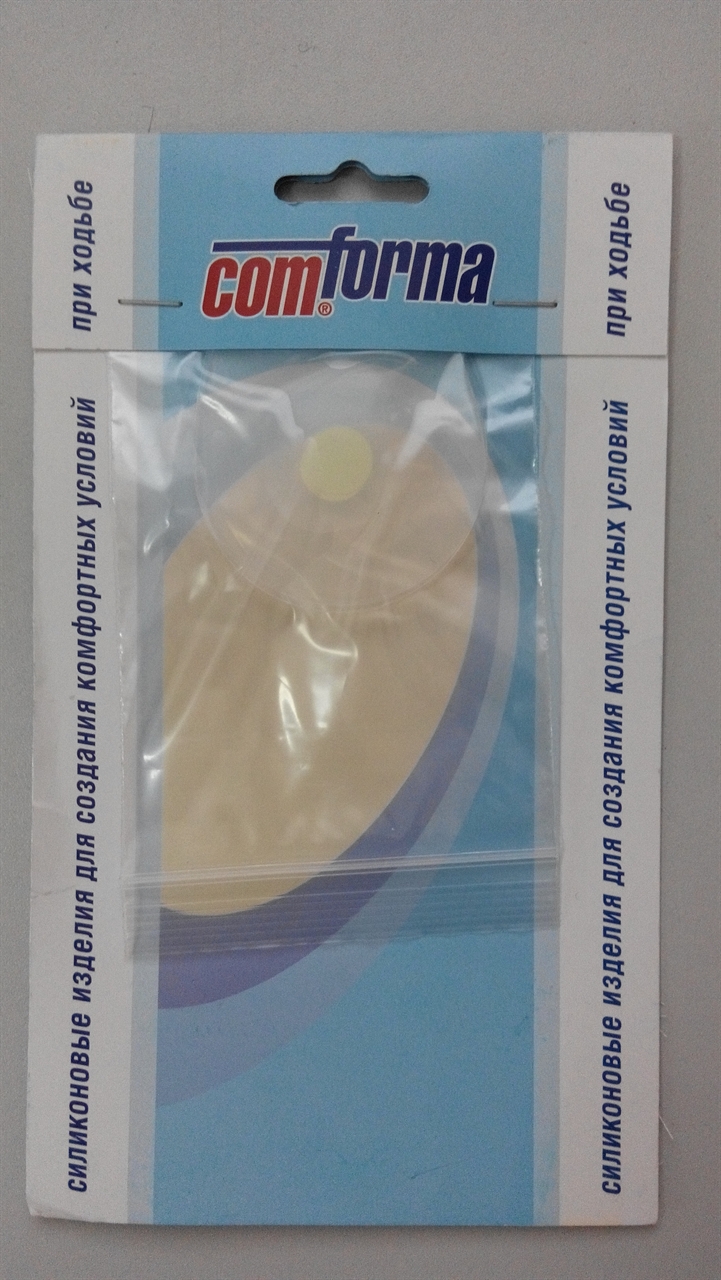 при ходьбе
comforma®
при ходьбе
силиконовые изделия для создания комфортных условий
силиконовые изделия для создания комфортных условий